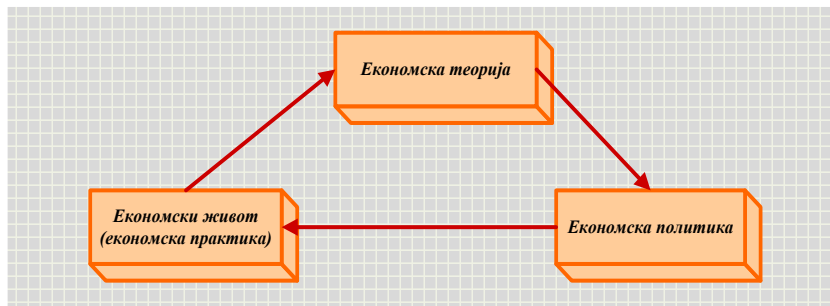 Економска теорија
Економски живот
(економска практика)
Економска политика